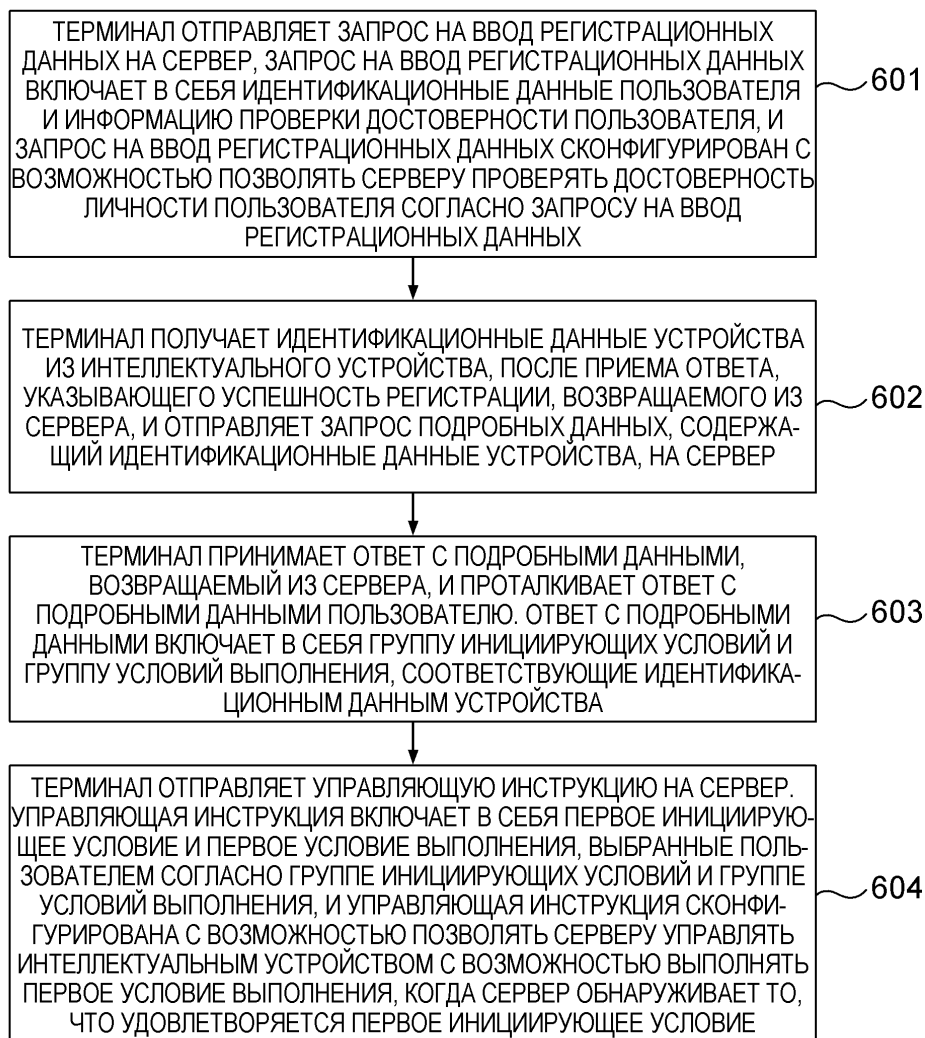 ТЕРМИНАЛ ОТПРАВЛЯЕТ ЗАПРОС НА ВВОД РЕГИСТРАЦИОННЫХ
ДАННЫХ НА СЕРВЕР, ЗАПРОС НА ВВОД РЕГИСТРАЦИОННЫХ ДАННЫХ
ВКЛЮЧАЕТ В СЕБЯ ИДЕНТИФИКАЦИОННЫЕ ДАННЫЕ ПОЛЬЗОВАТЕЛЯ
И ИНФОРМАЦИЮ ПРОВЕРКИ ДОСТОВЕРНОСТИ ПОЛЬЗОВАТЕЛЯ, И
ЗАПРОС НА ВВОД РЕГИСТРАЦИОННЫХ ДАННЫХ СКОНФИГУРИРОВАН С
ВОЗМОЖНОСТЬЮ ПОЗВОЛЯТЬ СЕРВЕРУ ПРОВЕРЯТЬ ДОСТОВЕРНОСТЬ
ЛИЧНОСТИ ПОЛЬЗОВАТЕЛЯ СОГЛАСНО ЗАПРОСУ НА ВВОД
РЕГИСТРАЦИОННЫХ ДАННЫХ
601
ТЕРМИНАЛ ПОЛУЧАЕТ ИДЕНТИФИКАЦИОННЫЕ ДАННЫЕ УСТРОЙСТВА
ИЗ ИНТЕЛЛЕКТУАЛЬНОГО УСТРОЙСТВА, ПОСЛЕ ПРИЕМА ОТВЕТА,
УКАЗЫВАЮЩЕГО УСПЕШНОСТЬ РЕГИСТРАЦИИ, ВОЗВРАЩАЕМОГО ИЗ
СЕРВЕРА, И ОТПРАВЛЯЕТ ЗАПРОС ПОДРОБНЫХ ДАННЫХ, СОДЕРЖА-
ЩИЙ ИДЕНТИФИКАЦИОННЫЕ ДАННЫЕ УСТРОЙСТВА, НА СЕРВЕР
602
ТЕРМИНАЛ ПРИНИМАЕТ ОТВЕТ С ПОДРОБНЫМИ ДАННЫМИ,
ВОЗВРАЩАЕМЫЙ ИЗ СЕРВЕРА, И ПРОТАЛКИВАЕТ ОТВЕТ С
ПОДРОБНЫМИ ДАННЫМИ ПОЛЬЗОВАТЕЛЮ. ОТВЕТ С ПОДРОБНЫМИ
ДАННЫМИ ВКЛЮЧАЕТ В СЕБЯ ГРУППУ ИНИЦИИРУЮЩИХ УСЛОВИЙ И
ГРУППУ УСЛОВИЙ ВЫПОЛНЕНИЯ, СООТВЕТСТВУЮЩИЕ ИДЕНТИФИКА-
ЦИОННЫМ ДАННЫМ УСТРОЙСТВА
603
ТЕРМИНАЛ ОТПРАВЛЯЕТ УПРАВЛЯЮЩУЮ ИНСТРУКЦИЮ НА СЕРВЕР.
УПРАВЛЯЮЩАЯ ИНСТРУКЦИЯ ВКЛЮЧАЕТ В СЕБЯ ПЕРВОЕ ИНИЦИИРУЮ-
ЩЕЕ УСЛОВИЕ И ПЕРВОЕ УСЛОВИЕ ВЫПОЛНЕНИЯ, ВЫБРАННЫЕ ПОЛЬ-
ЗОВАТЕЛЕМ СОГЛАСНО ГРУППЕ ИНИЦИИРУЮЩИХ УСЛОВИЙ И ГРУППЕ
УСЛОВИЙ ВЫПОЛНЕНИЯ, И УПРАВЛЯЮЩАЯ ИНСТРУКЦИЯ СКОНФИ-
ГУРИРОВАНА С ВОЗМОЖНОСТЬЮ ПОЗВОЛЯТЬ СЕРВЕРУ УПРАВЛЯТЬ
ИНТЕЛЛЕКТУАЛЬНЫМ УСТРОЙСТВОМ С ВОЗМОЖНОСТЬЮ ВЫПОЛНЯТЬ
ПЕРВОЕ УСЛОВИЕ ВЫПОЛНЕНИЯ, КОГДА СЕРВЕР ОБНАРУЖИВАЕТ ТО,
ЧТО УДОВЛЕТВОРЯЕТСЯ ПЕРВОЕ ИНИЦИИРУЮЩЕЕ УСЛОВИЕ
604